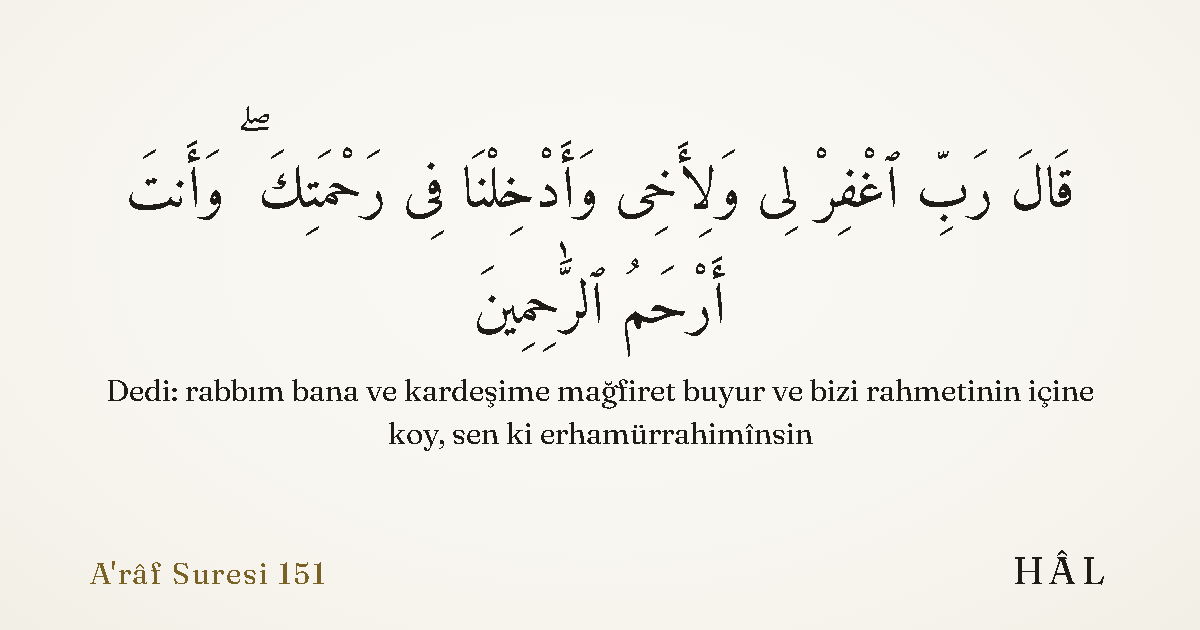 قَالَ رَبِّ ٱغْفِرْ لِى وَلِأَخِى وَأَدْخِلْنَا فِى رَحْمَتِكَ ۖ وَأَنتَ
أَرْحَمُ ٱلرَّٰحِمِينَ
Dedi: rabbım bana ve kardeşime mağfiret buyur ve bizi rahmetinin içine
koy, sen ki erhamürrahimînsin
A'râf Suresi 151
HÂL